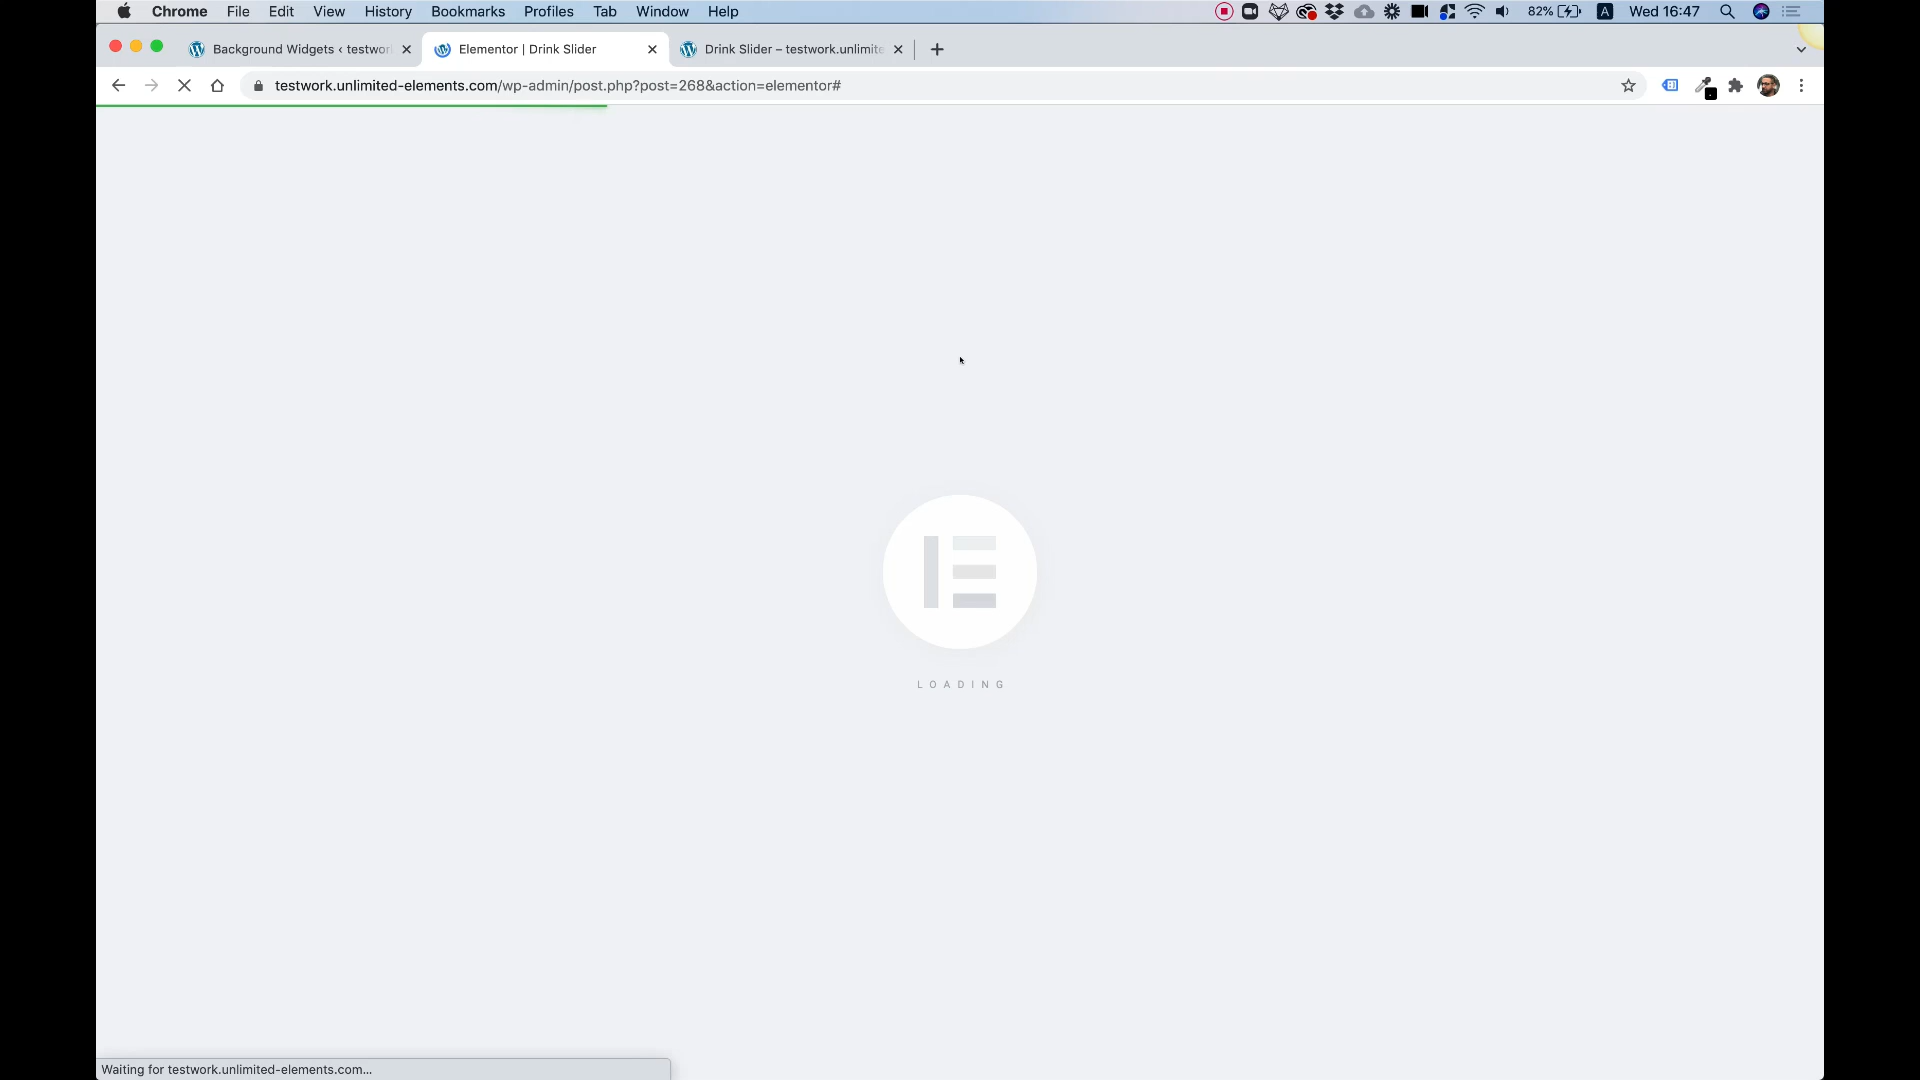 Chrome File Edit View History Bookmarks Profiles Tab Window Help 82% A Wed 16:47
Background Widgets ‹ testwor Elementor | Drink Slider Drink Slider – testwork.unlimite
testwork.unlimited-elements.com/wp-admin/post.php?post=268&action=elementor#
LOADING
Waiting for testwork.unlimited-elements.com...